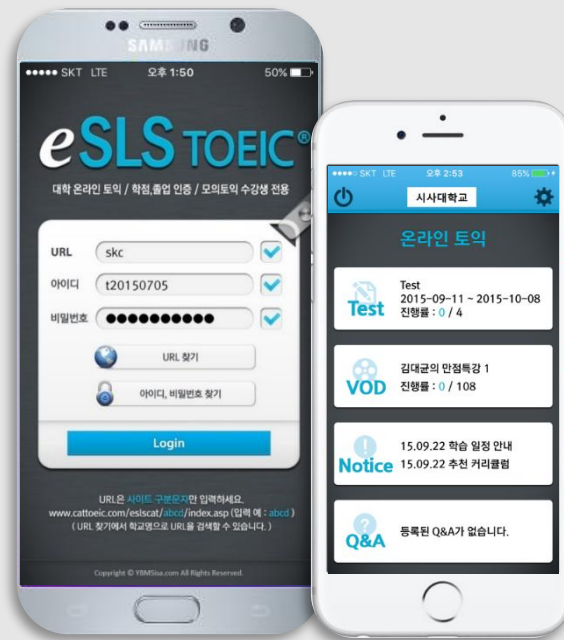 SAMSUNG
SKT LTE 오후 1:50 50%
eSLS TOEIC®
대학 온라인 토익 / 학점,졸업 인증 / 모의토익 수강생 전용
URL skc
아이디 t20150705
비밀번호 ●●●●●●●●●●
URL 찾기
아이디, 비밀번호 찾기
Login
URL은 사이트 구분문자만 입력하세요.
www.cattoeic.com/eslscat/abcd/index.asp (입력 예 : abcd )
( URL 찾기에서 학교명으로 URL을 검색할 수 있습니다. )
Copyright © YBMSisa.com All Rights Reserved.
SKT LTE 오후 2:53 85%
시사대학교
온라인 토익
Test
Test
2015-09-11 ~ 2015-10-08
진행률 : 0 / 4
VOD
김대균의 만점특강 1
진행률 : 0 / 108
Notice
15.09.22 학습 일정 안내
15.09.22 추천 커리큘럼
Q&A
등록된 Q&A가 없습니다.